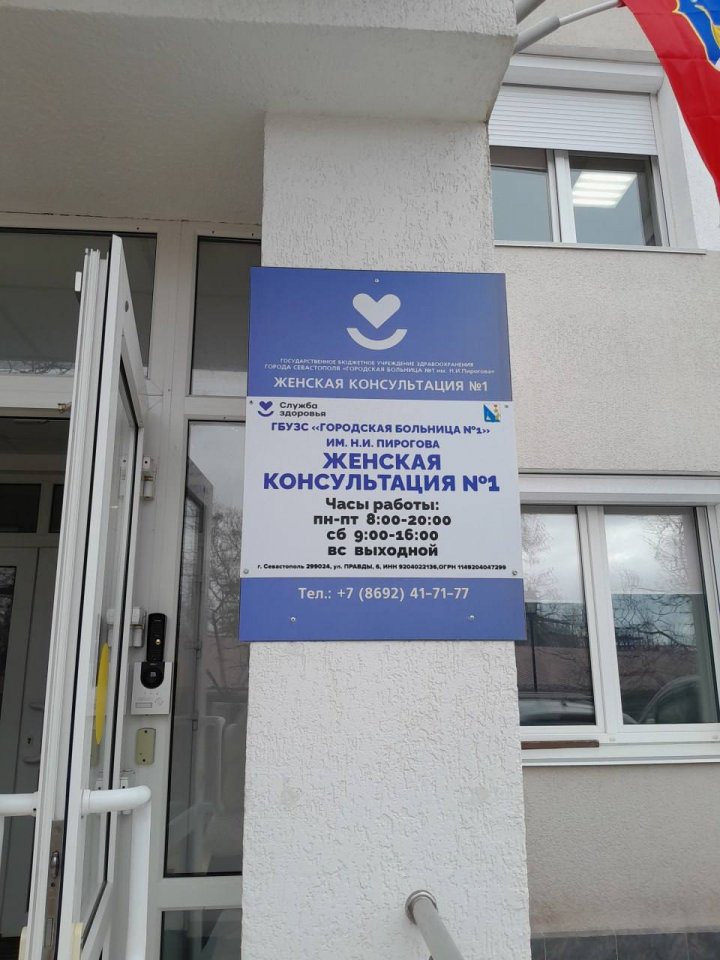 ГОСУДАРСТВЕННОЕ БЮДЖЕТНОЕ УЧРЕЖДЕНИЕ ЗДРАВООХРАНЕНИЯ
ГОРОДА СЕВАСТОПОЛЯ «ГОРОДСКАЯ БОЛЬНИЦА №1 им. Н.И.Пирогова»
ЖЕНСКАЯ КОНСУЛЬТАЦИЯ №1
Служба
здоровья
ГБУЗС «ГОРОДСКАЯ БОЛЬНИЦА №1»
ИМ. Н.И. ПИРОГОВА
ЖЕНСКАЯ
КОНСУЛЬТАЦИЯ №1
Часы работы:
пн-пт 8:00-20:00
сб 9:00-16:00
вс выходной
г. Севастополь 299024, ул. ПРАВДЫ, 6, ИНН 9204022136,ОГРН 1149204047299
Тел.: +7 (8692) 41-71-77